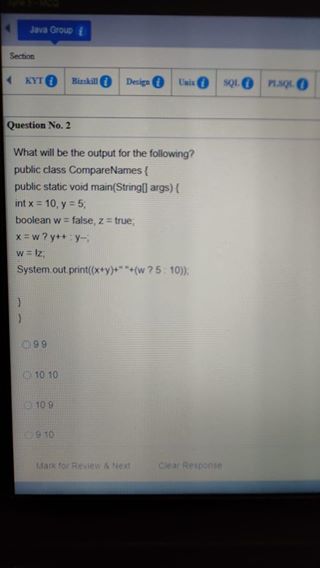 Java Group i
Section
KYT i Bizskill i Design i Unix i SQL i PLSQL i
Question No. 2
What will be the output for the following?
public class CompareNames {
public static void main(String[] args) {
int x = 10, y = 5;
boolean w = false, z = true;
x = w ? y++ : y--;
w = !z;
System.out.print((x+y)+" "+(w ? 5 : 10));
}
}
9 9
10 10
10 9
9 10
Mark for Review & Next Clear Response